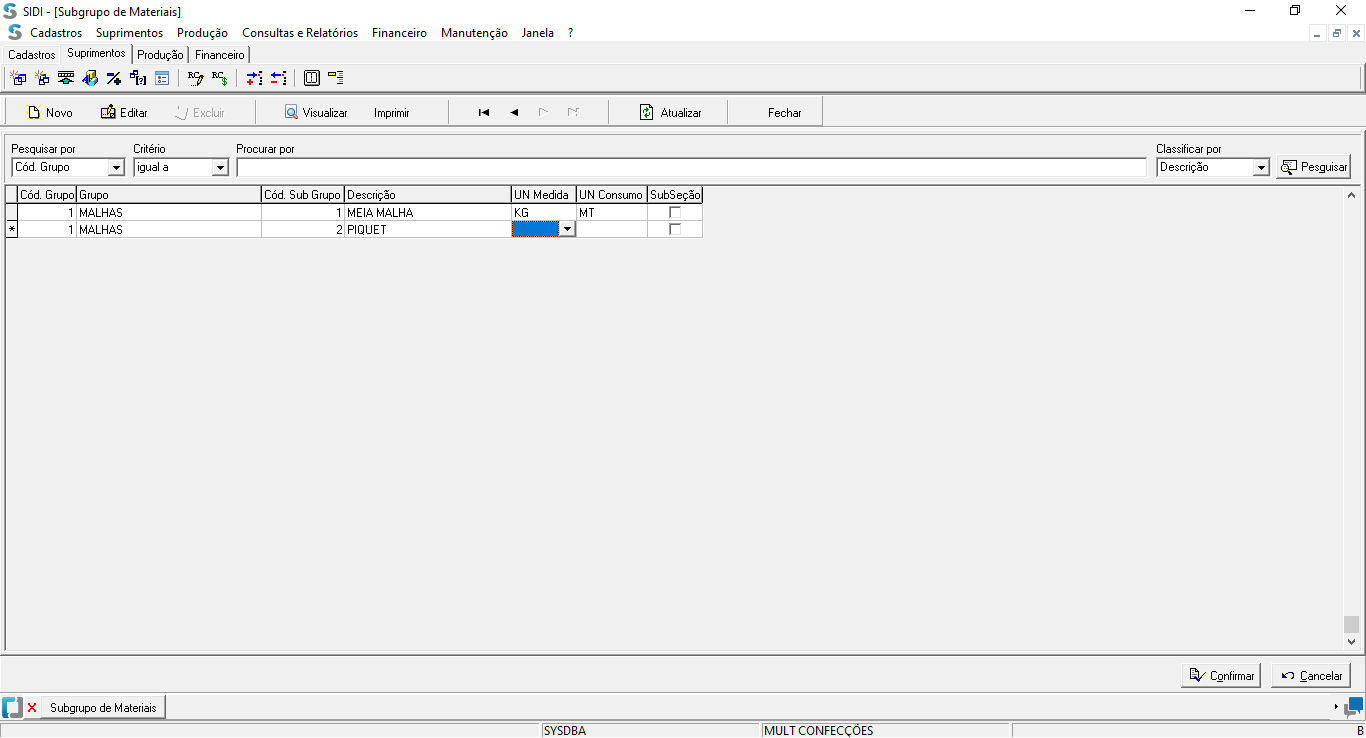 SIDI - [Subgrupo de Materiais]
Cadastros Suprimentos Produção Consultas e Relatórios Financeiro Manutenção Janela ?
Cadastros Suprimentos Produção Financeiro
Novo Editar Excluir Visualizar Imprimir Atualizar Fechar
Pesquisar por Critério Procurar por Classificar por
Cód. Grupo igual a Descrição Pesquisar
Cód. Grupo Grupo Cód. Sub Grupo Descrição UN Medida UN Consumo SubSeção
1 MALHAS 1 MEIA MALHA KG MT
* 1 MALHAS 2 PIQUET
Confirmar Cancelar
Subgrupo de Materiais
SYSDBA MULT CONFECÇÕES B